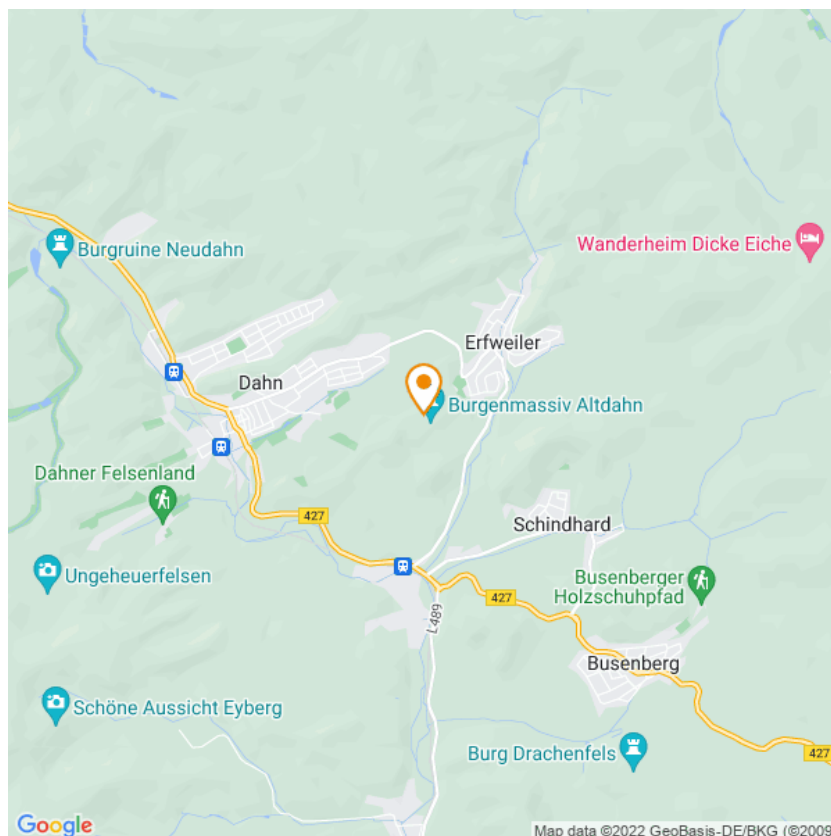 Burgruine Neudahn
Wanderheim Dicke Eiche
Erfweiler
Dahn
Burgenmassiv Altdahn
Dahner Felsenland
427
Schindhard
Ungeheuerfelsen
Busenberger
Holzschuhpfad
427
L489
Busenberg
Schöne Aussicht Eyberg
Burg Drachenfels
427
Google
Map data ©2022 GeoBasis-DE/BKG (©2009